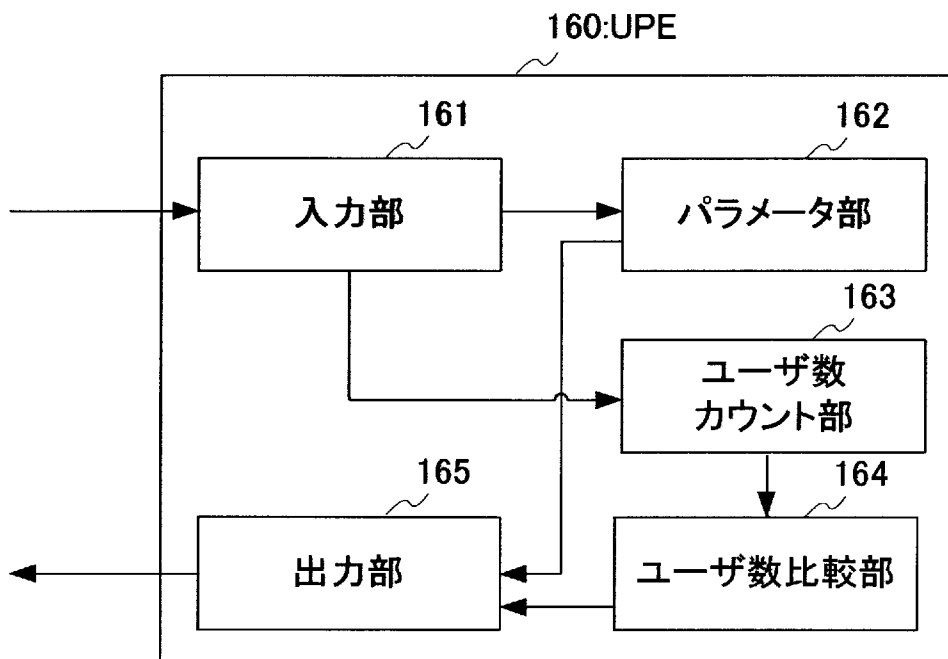 160:UPE
161
162
入力部
パラメータ部
163
ユーザ数
カウント部
165
164
出力部
ユーザ数比較部